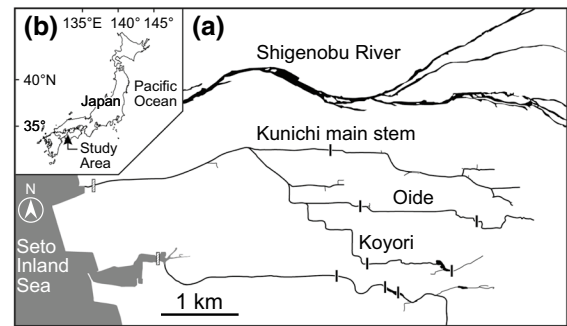 (b)
135°E 140° 145°
(a)
Shigenobu River
40°N
Pacific
Ocean
Japan
35°
Study
Area
Kunichi main stem
N
Oide
Koyori
Seto
Inland
Sea
1 km